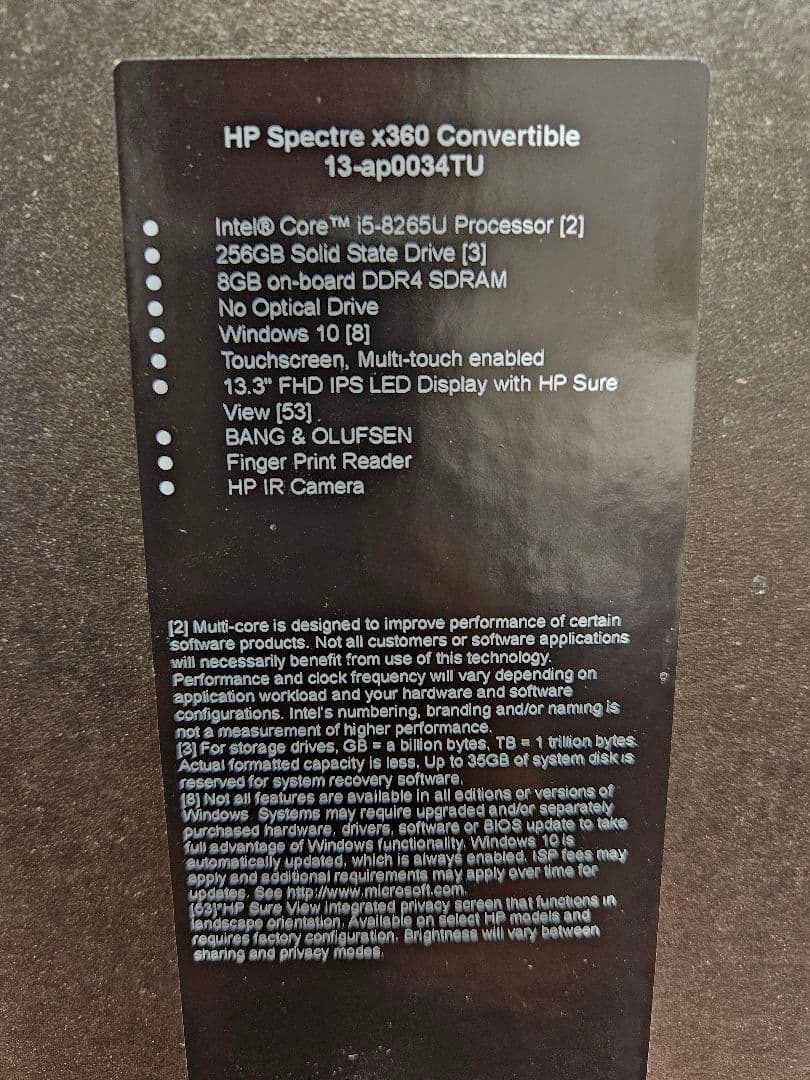 HP Spectre x360 Convertible
13-ap0034TU
● Intel® Core™ i5-8265U Processor [2]
● 256GB Solid State Drive [3]
● 8GB on-board DDR4 SDRAM
● No Optical Drive
● Windows 10 [8]
● Touchscreen, Multi-touch enabled
● 13.3" FHD IPS LED Display with HP Sure
View [53]
● BANG & OLUFSEN
● Finger Print Reader
● HP IR Camera
[2] Multi-core is designed to improve performance of certain
software products. Not all customers or software applications
will necessarily benefit from use of this technology.
Performance and clock frequency will vary depending on
application workload and your hardware and software
configurations. Intel's numbering, branding and/or naming is
not a measurement of higher performance.
[3] For storage drives, GB = a billion bytes. TB = 1 trillion bytes.
Actual formatted capacity is less. Up to 35GB of system disk is
reserved for system recovery software.
[8] Not all features are available in all editions or versions of
Windows. Systems may require upgraded and/or separately
purchased hardware, drivers, software or BIOS update to take
full advantage of Windows functionality. Windows 10 is
automatically updated, which is always enabled. ISP fees may
apply and additional requirements may apply over time for
updates. See http://www.microsoft.com.
[53]*HP Sure View integrated privacy screen that functions in
landscape orientation. Available on select HP models and
requires factory configuration. Brightness will vary between
sharing and privacy modes.